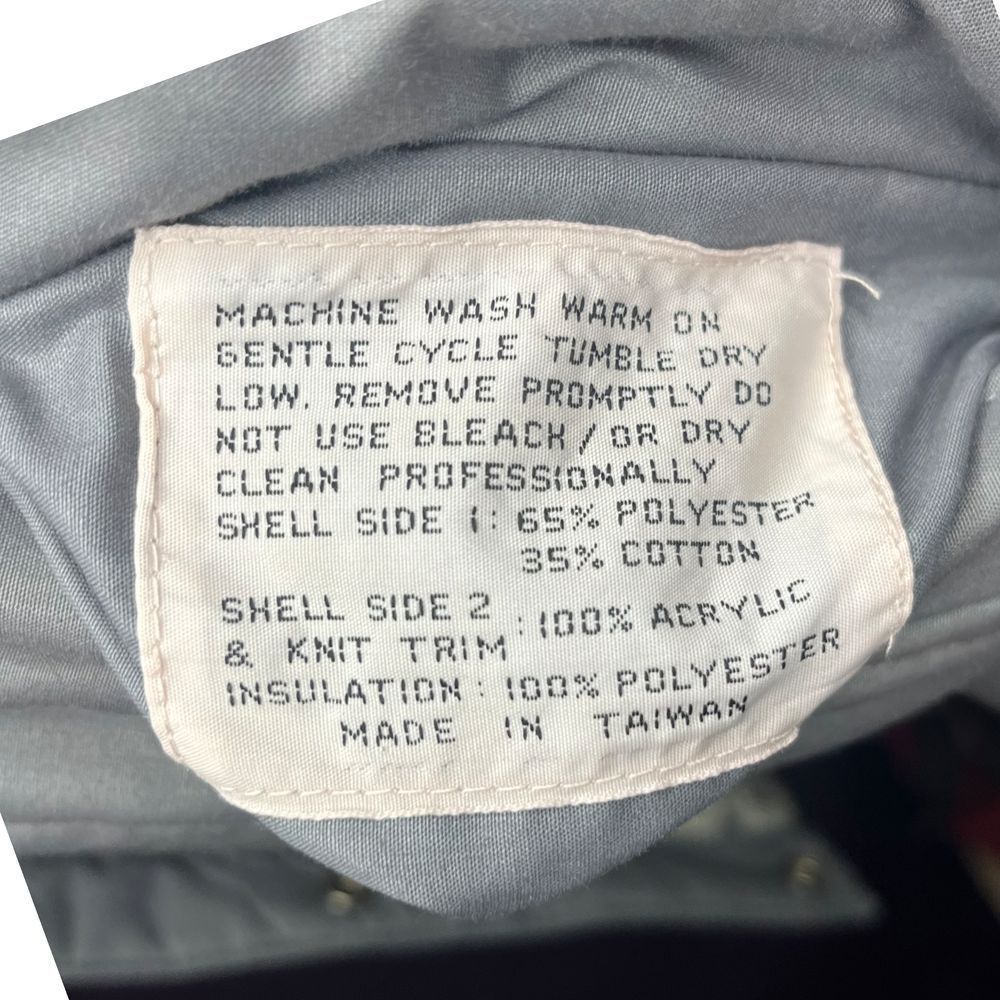 MACHINE WASH WARM ON
GENTLE CYCLE TUMBLE DRY
LOW. REMOVE PROMPTLY DO
NOT USE BLEACH / OR DRY
CLEAN PROFESSIONALLY
SHELL SIDE 1: 65% POLYESTER
35% COTTON
SHELL SIDE 2
& KNIT TRIM :100% ACRYLIC
INSULATION : 100% POLYESTER
MADE IN TAIWAN